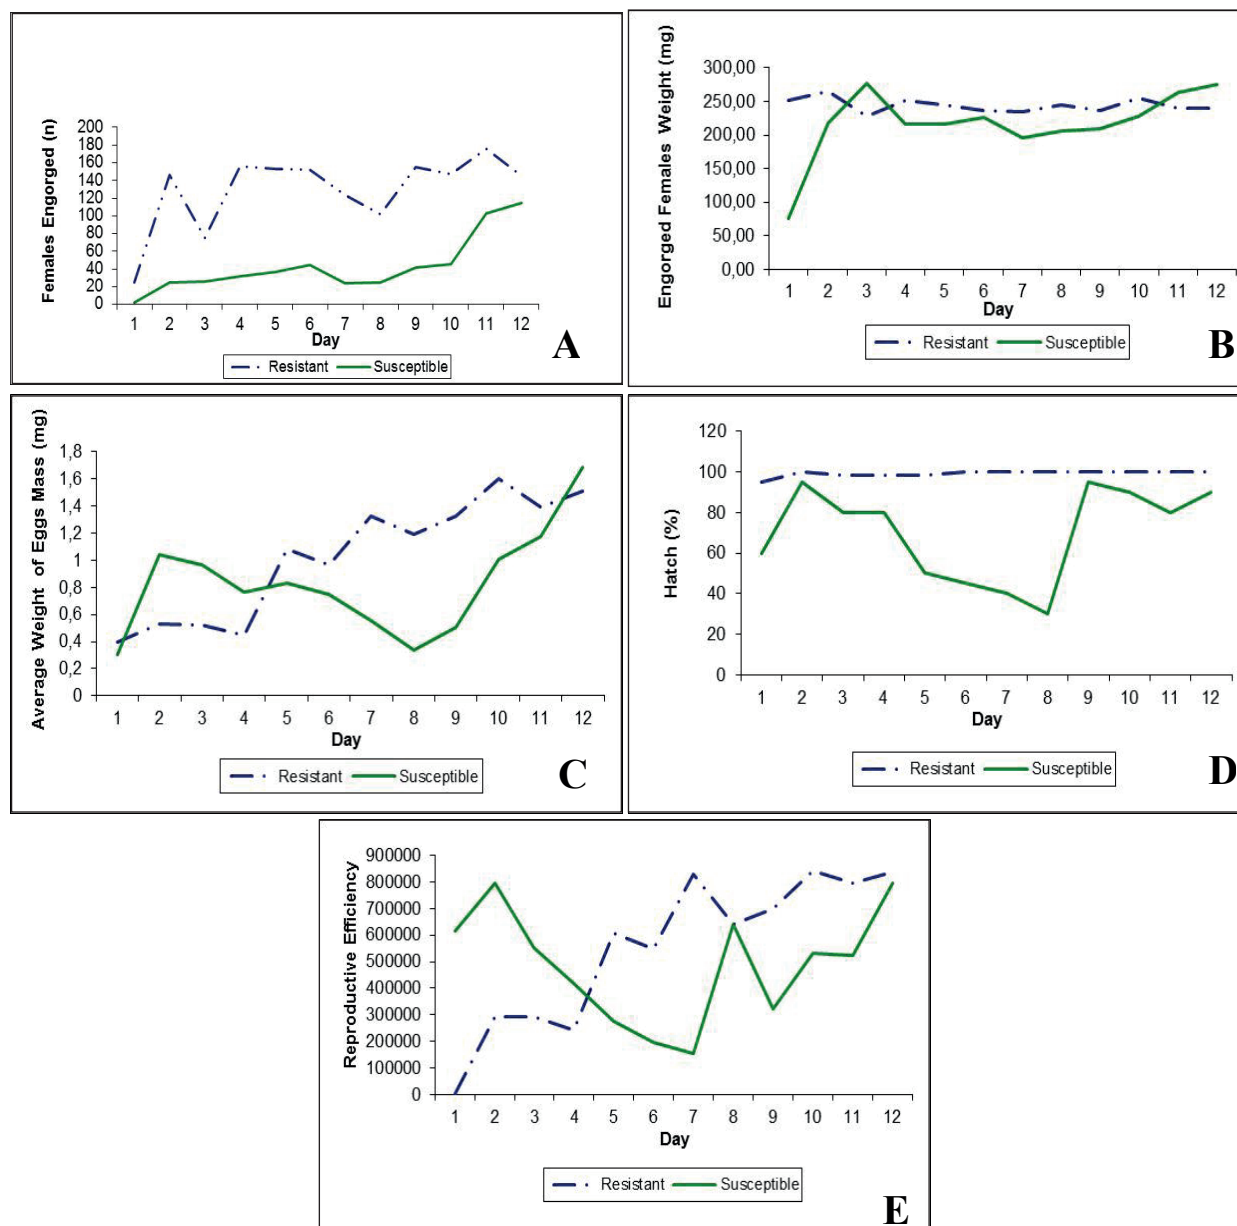 Females Engorged (n)
200
180
160
140
120
100
80
60
40
20
0
1 2 3 4 5 6 7 8 9 10 11 12
Day
Resistant Susceptible
A
Engorged Females Weight (mg)
300,00
250,00
200,00
150,00
100,00
50,00
0,00
1 2 3 4 5 6 7 8 9 10 11 12
Day
Resistant Susceptible
B
Average Weight of Eggs Mass (mg)
1,8
1,6
1,4
1,2
1
0,8
0,6
0,4
0,2
0
1 2 3 4 5 6 7 8 9 10 11 12
Day
Resistant Susceptible
C
Hatch (%)
120
100
80
60
40
20
0
1 2 3 4 5 6 7 8 9 10 11 12
Day
Resistant Susceptible
D
Reproductive Efficiency
900000
800000
700000
600000
500000
400000
300000
200000
100000
0
1 2 3 4 5 6 7 8 9 10 11 12
Day
Resistant Susceptible
E